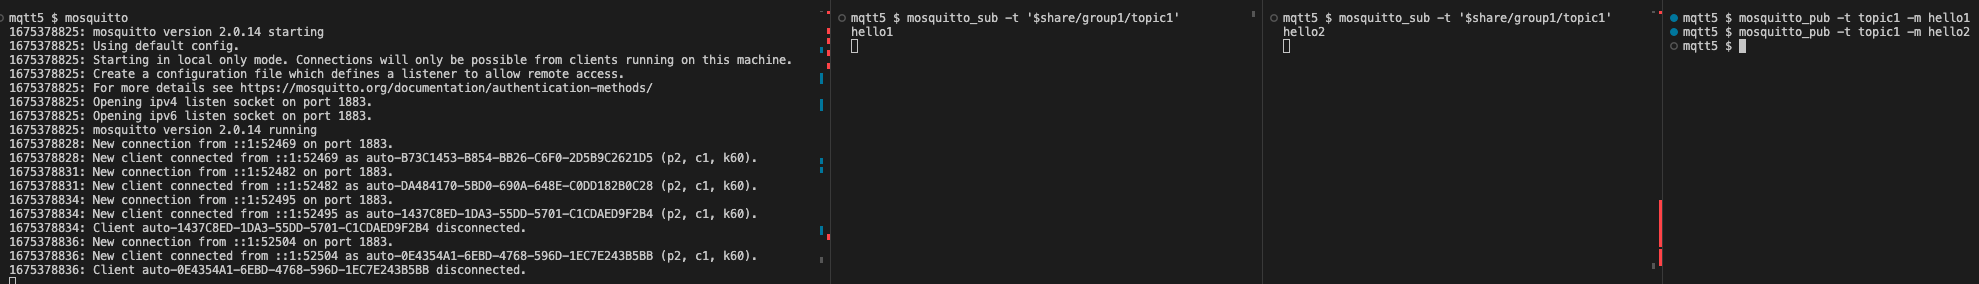 mqtt5 $ mosquitto
1675378825: mosquitto version 2.0.14 starting
1675378825: Using default config.
1675378825: Starting in local only mode. Connections will only be possible from clients running on this machine.
1675378825: Create a configuration file which defines a listener to allow remote access.
1675378825: For more details see https://mosquitto.org/documentation/authentication-methods/
1675378825: Opening ipv4 listen socket on port 1883.
1675378825: Opening ipv6 listen socket on port 1883.
1675378825: mosquitto version 2.0.14 running
1675378828: New connection from ::1:52469 on port 1883.
1675378828: New client connected from ::1:52469 as auto-B73C1453-B854-BB26-C6F0-2D5B9C2621D5 (p2, c1, k60).
1675378831: New connection from ::1:52482 on port 1883.
1675378831: New client connected from ::1:52482 as auto-DA484170-5BD0-690A-648E-C0DD182B0C28 (p2, c1, k60).
1675378834: New connection from ::1:52495 on port 1883.
1675378834: New client connected from ::1:52495 as auto-1437C8ED-1DA3-55DD-5701-C1CDAED9F2B4 (p2, c1, k60).
1675378834: Client auto-1437C8ED-1DA3-55DD-5701-C1CDAED9F2B4 disconnected.
1675378836: New connection from ::1:52504 on port 1883.
1675378836: New client connected from ::1:52504 as auto-0E4354A1-6EBD-4768-596D-1EC7E243B5BB (p2, c1, k60).
1675378836: Client auto-0E4354A1-6EBD-4768-596D-1EC7E243B5BB disconnected.
mqtt5 $ mosquitto_sub -t '$share/group1/topic1'
hello1
mqtt5 $ mosquitto_sub -t '$share/group1/topic1'
hello2
mqtt5 $ mosquitto_pub -t topic1 -m hello1
mqtt5 $ mosquitto_pub -t topic1 -m hello2
mqtt5 $